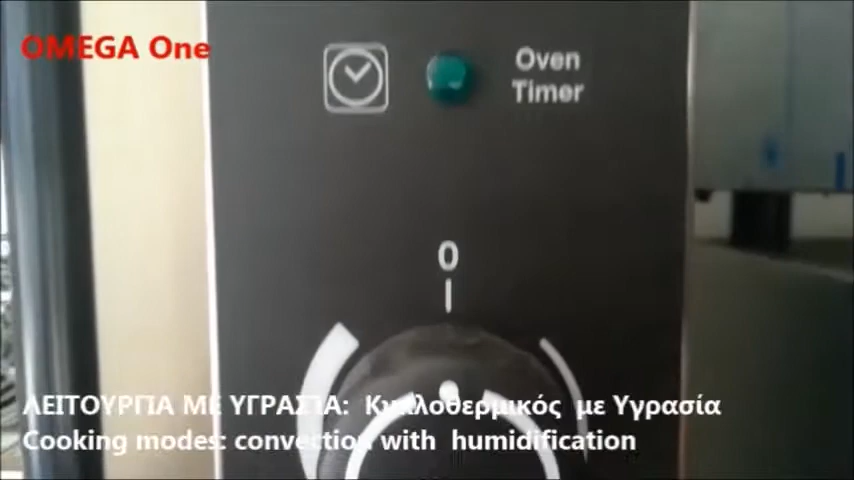 OMEGA One
Oven
Timer
0
ΛΕΙΤΟΥΡΓΙΑ ΜΕ ΥΓΡΑΣΙΑ: Κυκλοθερμικός με Υγρασία
Cooking modes: convection with humidification